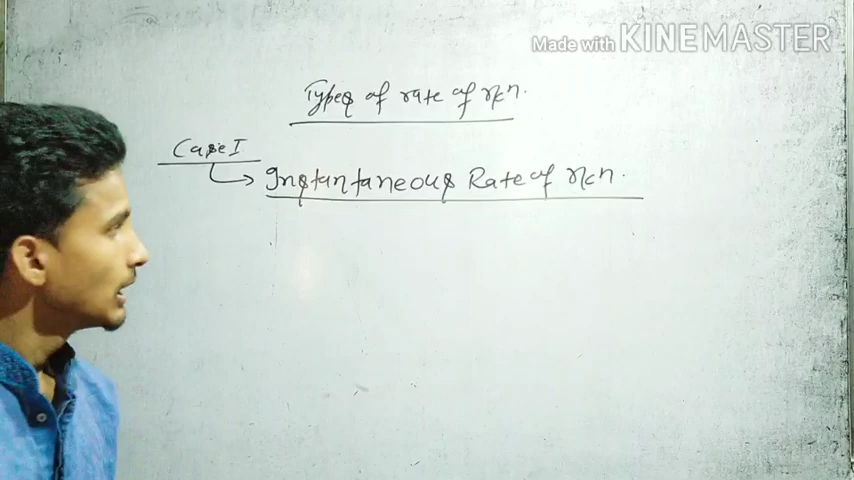 Made with KINEMASTER
Types of rate of rxn.
Case I
Instantaneous Rate of rxn.